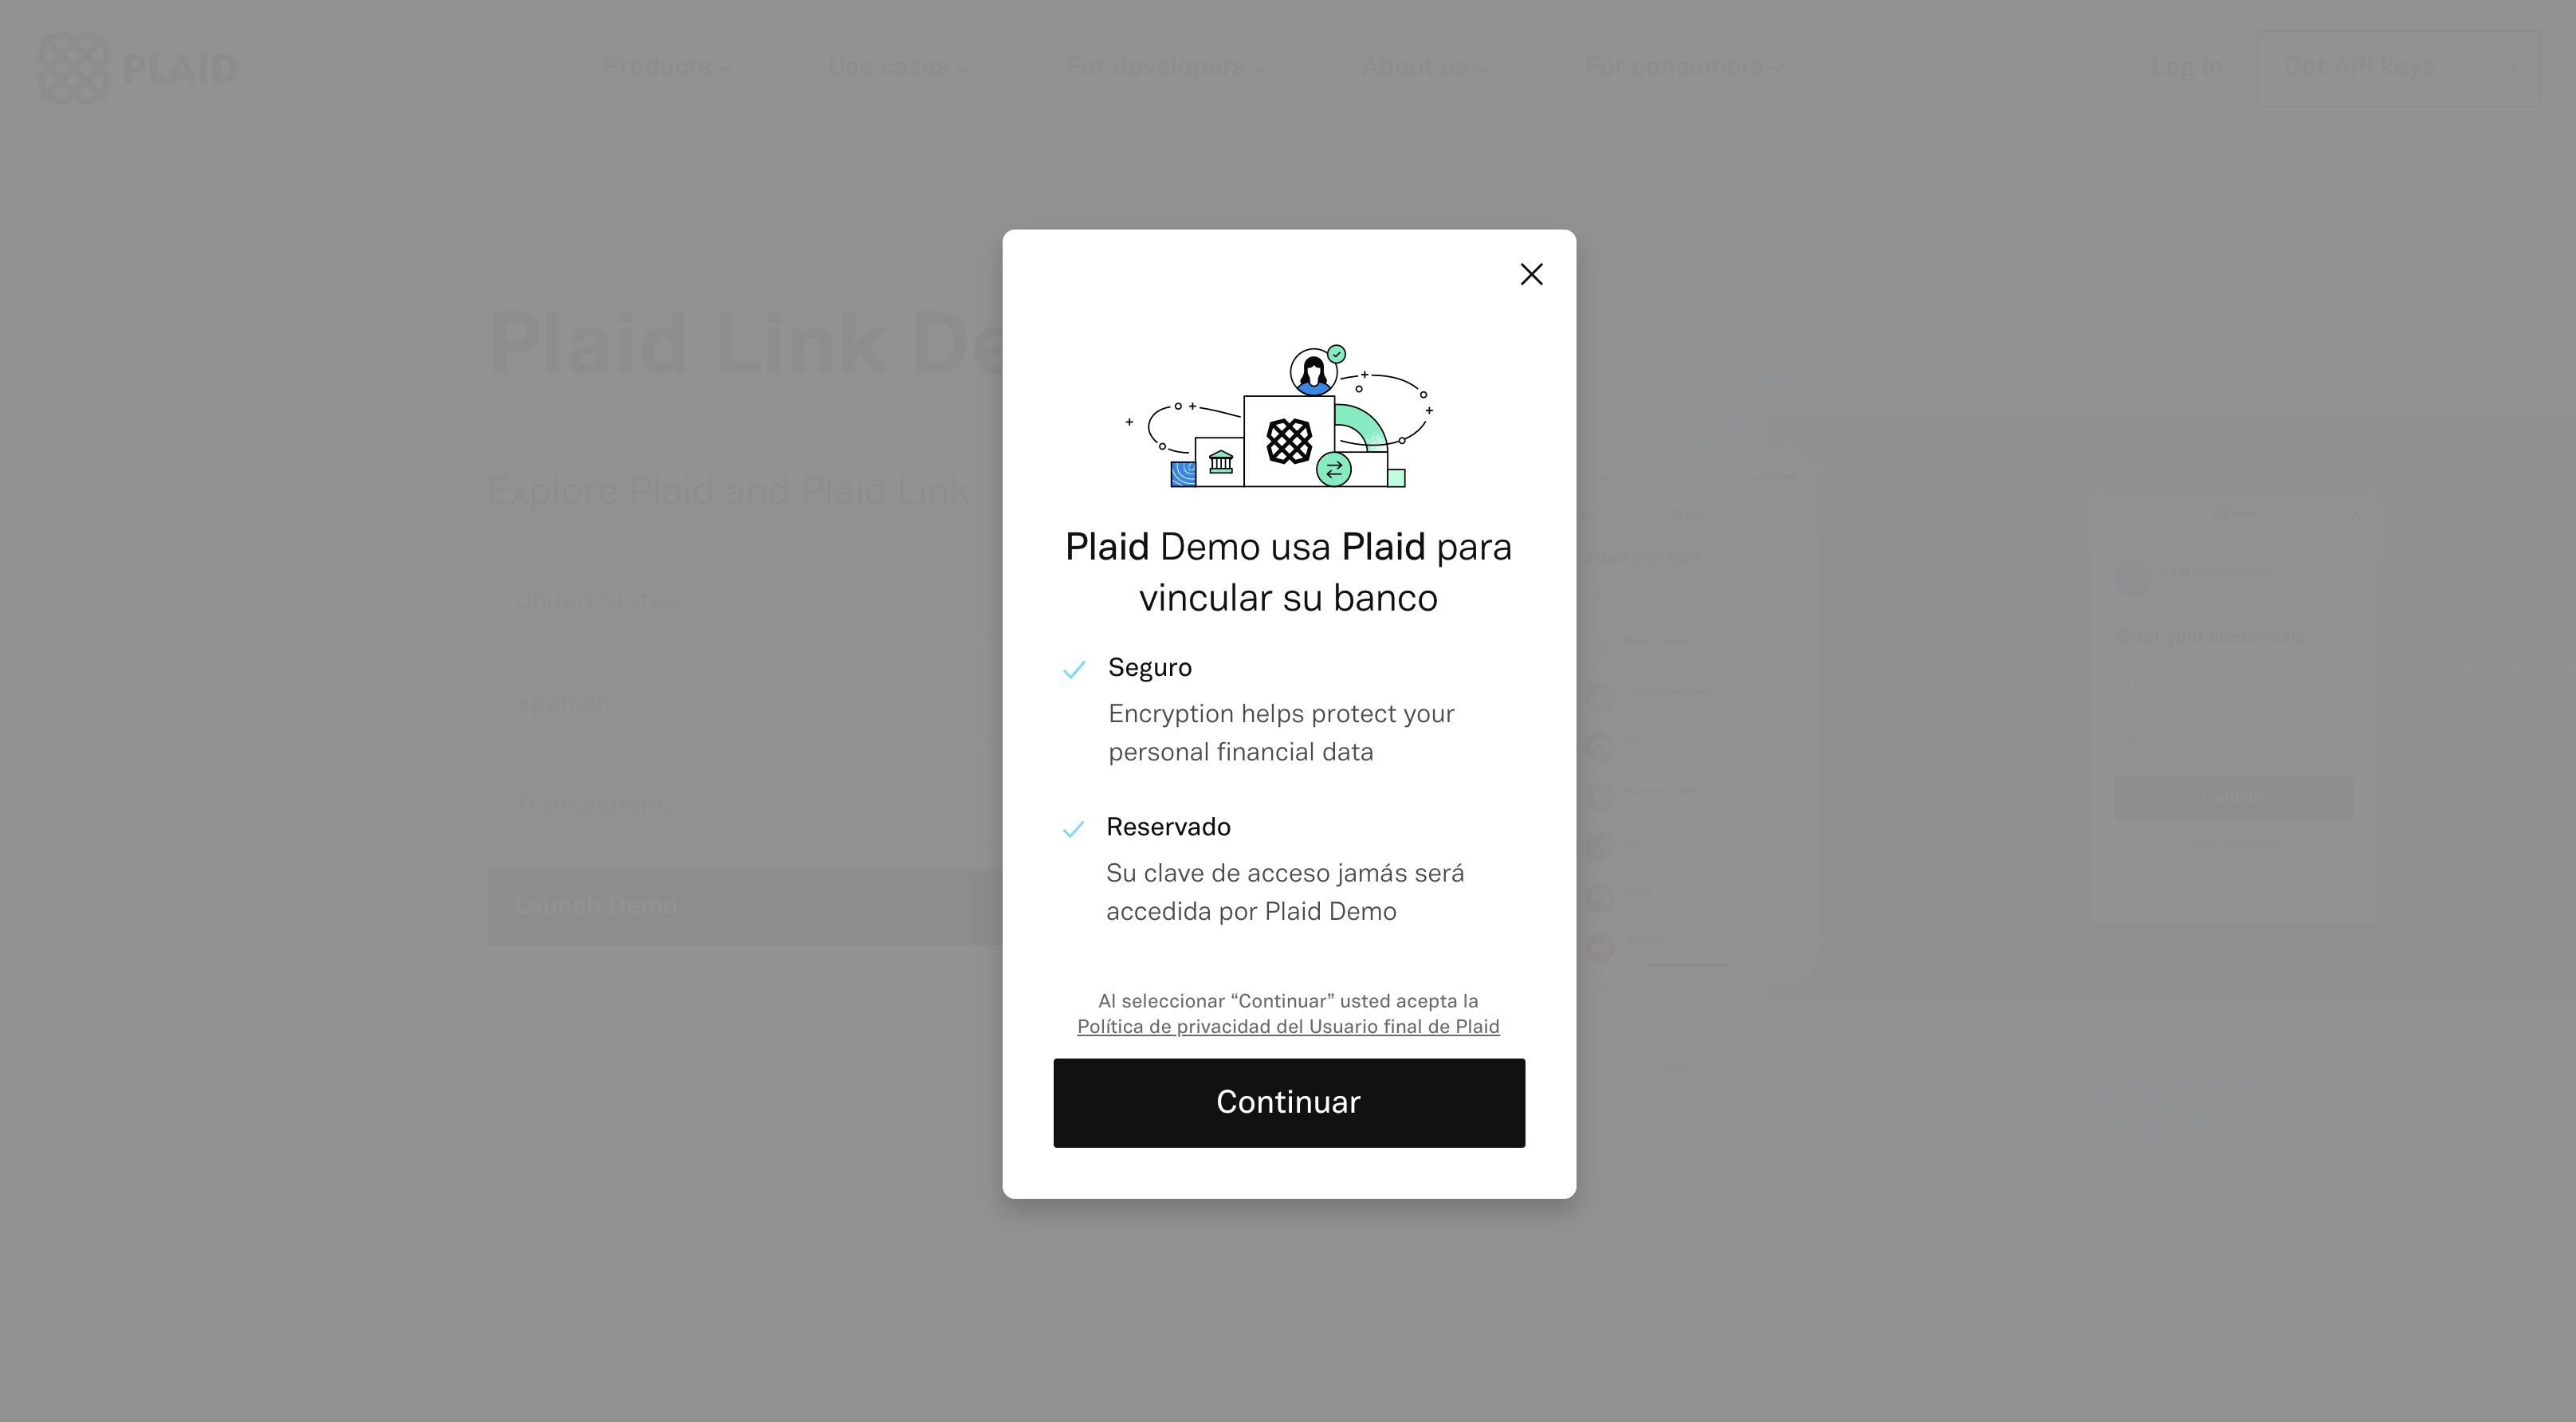 PLAID
Products
Use cases
For developers
About us
For consumers
Log in
Get API keys
Plaid Link De
Explore Plaid and Plaid Link
United States
Spanish
Transactions
Launch Demo
Plaid Demo usa Plaid para
vincular su banco
Seguro
Encryption helps protect your
personal financial data
Reservado
Su clave de acceso jamás será
accedida por Plaid Demo
Al seleccionar “Continuar” usted acepta la
Política de privacidad del Usuario final de Plaid
Continuar
Select your bank
First Platypus Bank
Enter your credentials
Continue